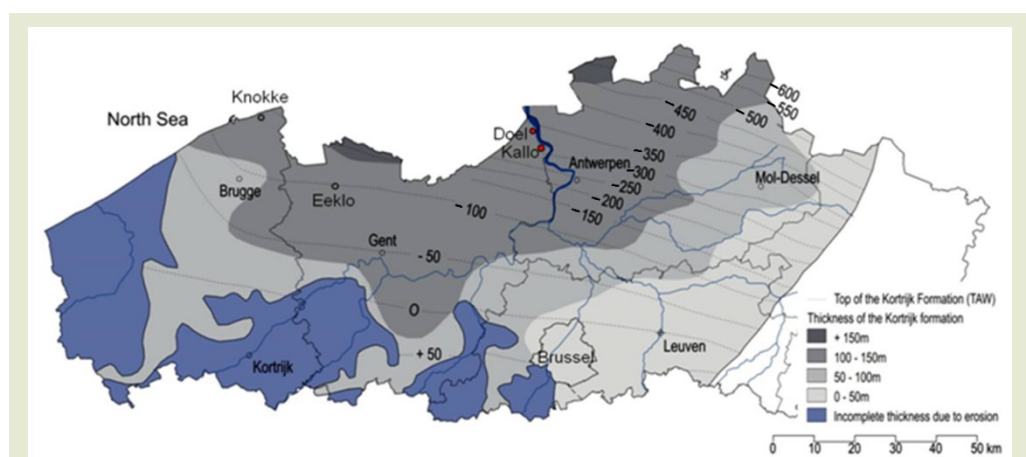 Knokke
North Sea
Doel
Kallo
Antwerpen
Brugge
Eeklo
Mol-Dessel
Gent
Kortrijk
Brussel
Leuven
~600
~550
~500
~450
~400
~350
~300
~250
~200
~150
~100
- 50
0
+ 50
Top of the Kortrijk Formation (TAW)
Thickness of the Kortrijk formation
+ 150m
100 - 150m
50 - 100m
0 - 50m
Incomplete thickness due to erosion
0 10 20 30 40 50 km